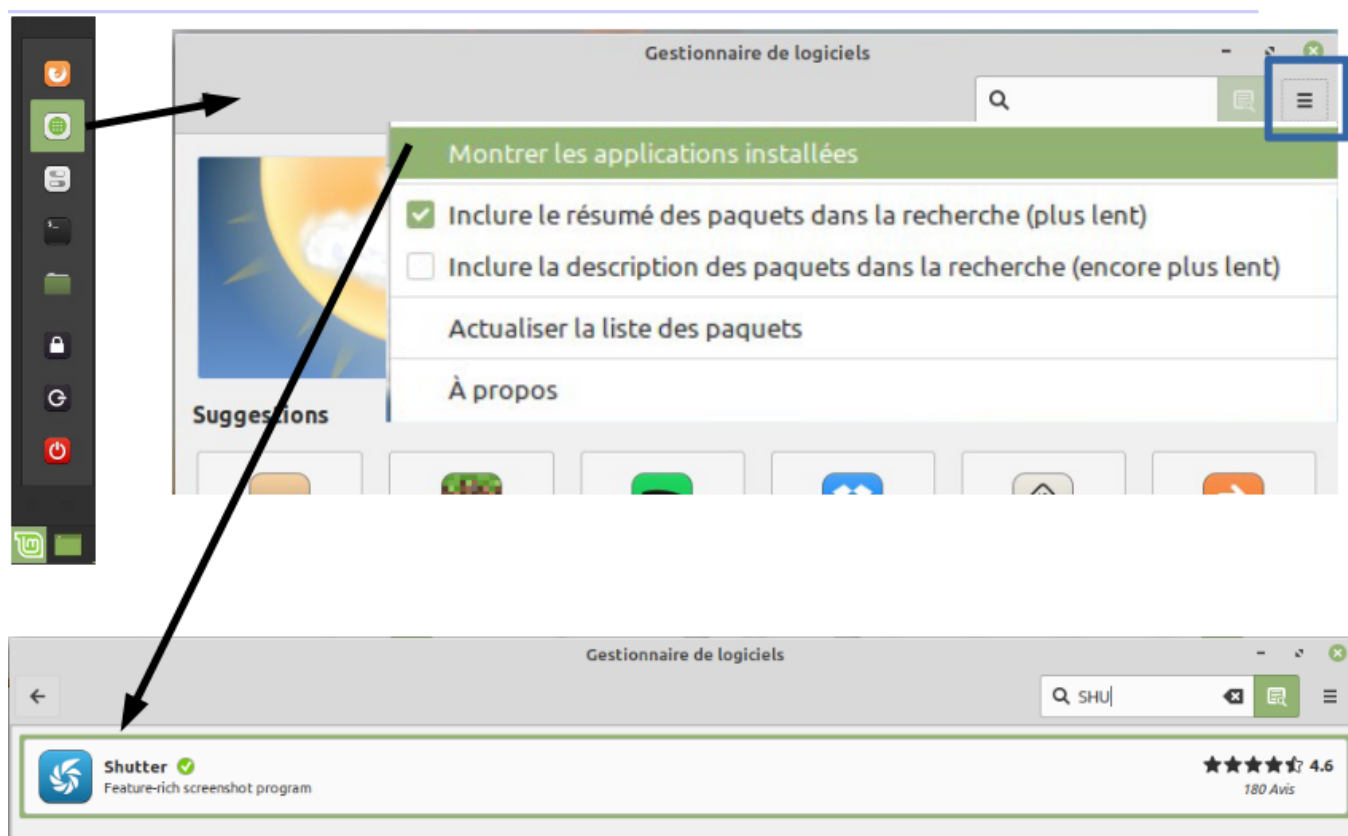 Gestionnaire de logiciels
Montrer les applications installées
Inclure le résumé des paquets dans la recherche (plus lent)
Inclure la description des paquets dans la recherche (encore plus lent)
Actualiser la liste des paquets
À propos
Suggestions
Gestionnaire de logiciels
SHU
Shutter
4.6
Feature-rich screenshot program
180 Avis